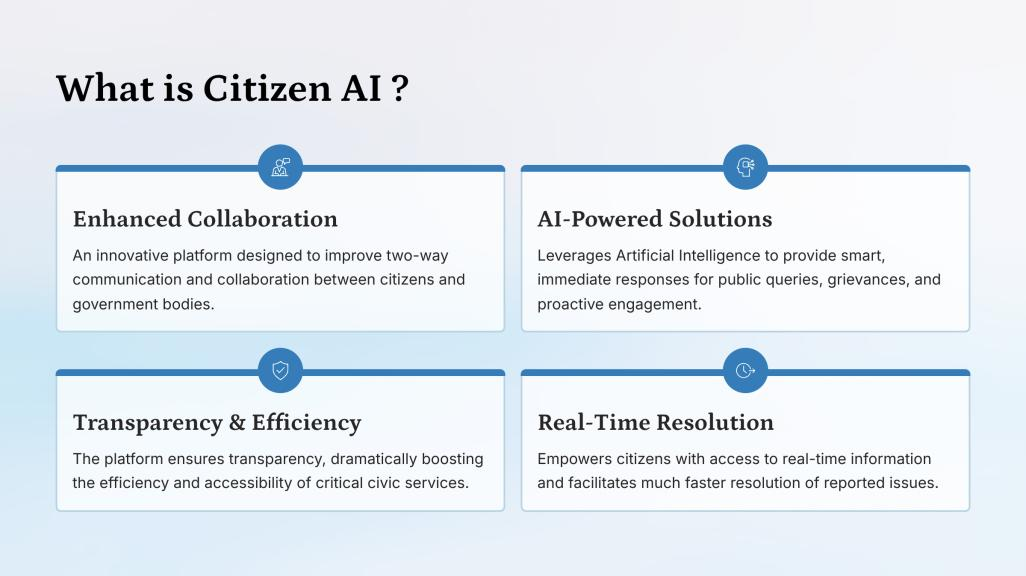 What is Citizen AI ?
Enhanced Collaboration
An innovative platform designed to improve two-way
communication and collaboration between citizens and
government bodies.
AI-Powered Solutions
Leverages Artificial Intelligence to provide smart,
immediate responses for public queries, grievances, and
proactive engagement.
Transparency & Efficiency
The platform ensures transparency, dramatically boosting
the efficiency and accessibility of critical civic services.
Real-Time Resolution
Empowers citizens with access to real-time information
and facilitates much faster resolution of reported issues.